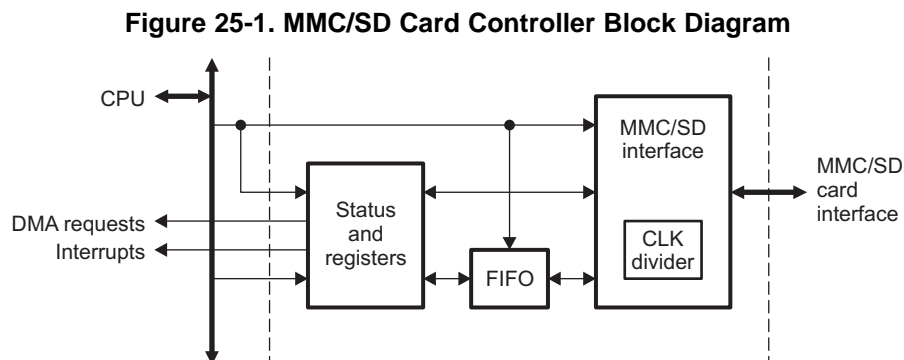 Figure 25-1. MMC/SD Card Controller Block Diagram
CPU
MMC/SD
interface
MMC/SD
card
interface
Status
and
registers
DMA requests
Interrupts
CLK
divider
FIFO